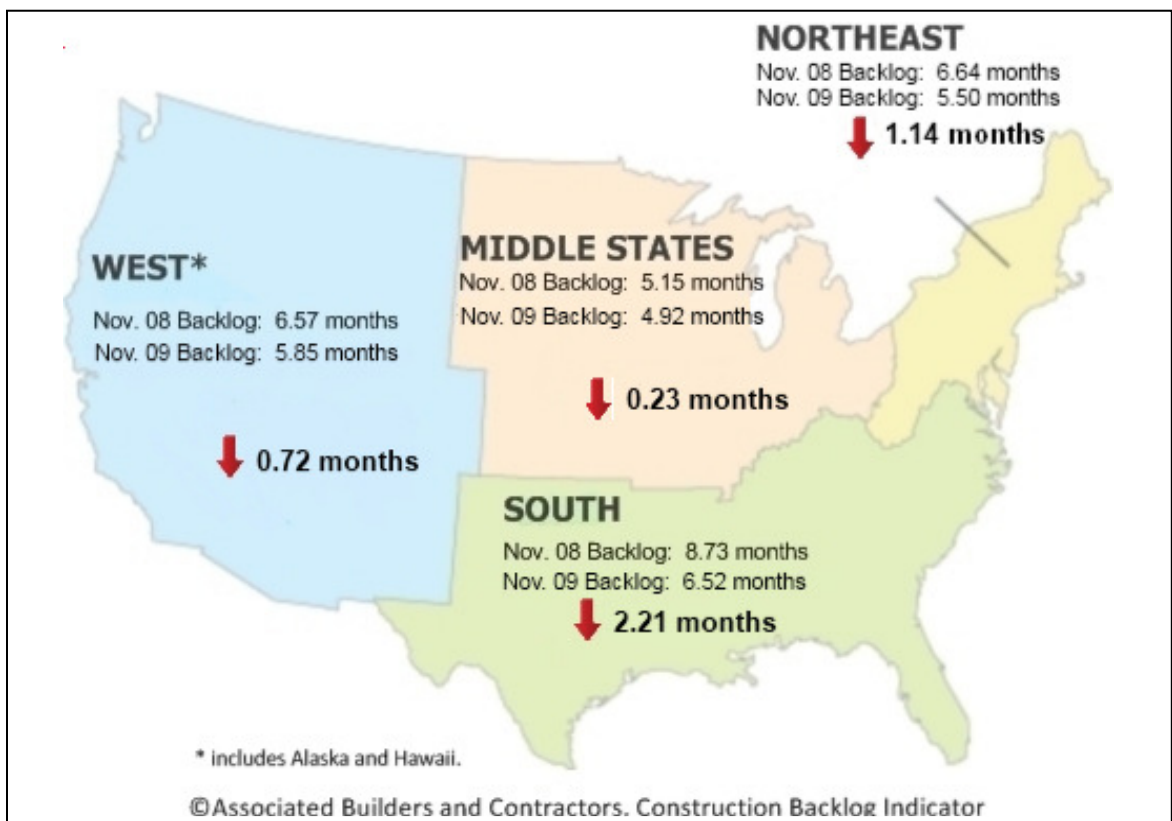 NORTHEAST
Nov. 08 Backlog: 6.64 months
Nov. 09 Backlog: 5.50 months
1.14 months
WEST*
Nov. 08 Backlog: 6.57 months
Nov. 09 Backlog: 5.85 months
0.72 months
MIDDLE STATES
Nov. 08 Backlog: 5.15 months
Nov. 09 Backlog: 4.92 months
0.23 months
SOUTH
Nov. 08 Backlog: 8.73 months
Nov. 09 Backlog: 6.52 months
2.21 months
* includes Alaska and Hawaii.
©Associated Builders and Contractors, Construction Backlog Indicator